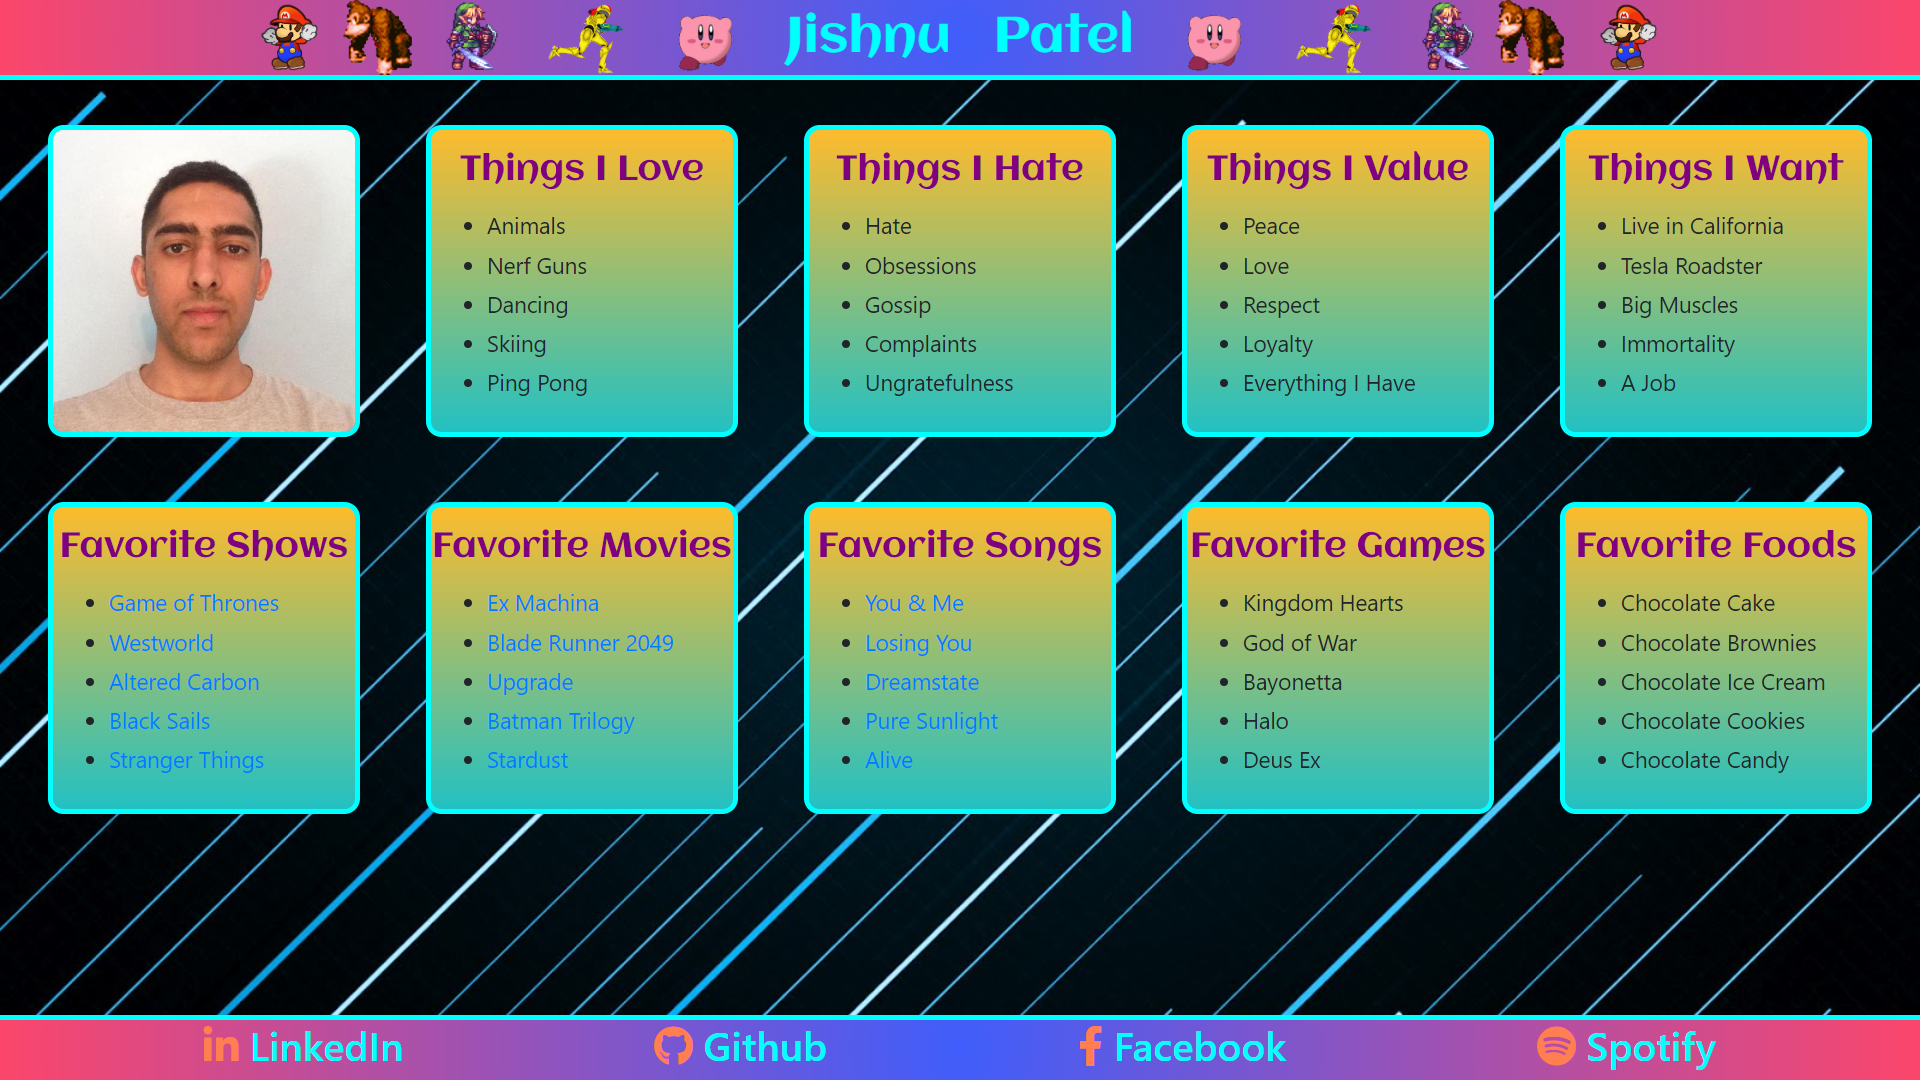 Jishnu Patel
Things I Love
Animals
Nerf Guns
Dancing
Skiing
Ping Pong
Things I Hate
Hate
Obsessions
Gossip
Complaints
Ungratefulness
Things I Value
Peace
Love
Respect
Loyalty
Everything I Have
Things I Want
Live in California
Tesla Roadster
Big Muscles
Immortality
A Job
Favorite Shows
Game of Thrones
Westworld
Altered Carbon
Black Sails
Stranger Things
Favorite Movies
Ex Machina
Blade Runner 2049
Upgrade
Batman Trilogy
Stardust
Favorite Songs
You & Me
Losing You
Dreamstate
Pure Sunlight
Alive
Favorite Games
Kingdom Hearts
God of War
Bayonetta
Halo
Deus Ex
Favorite Foods
Chocolate Cake
Chocolate Brownies
Chocolate Ice Cream
Chocolate Cookies
Chocolate Candy
LinkedIn
Github
Facebook
Spotify